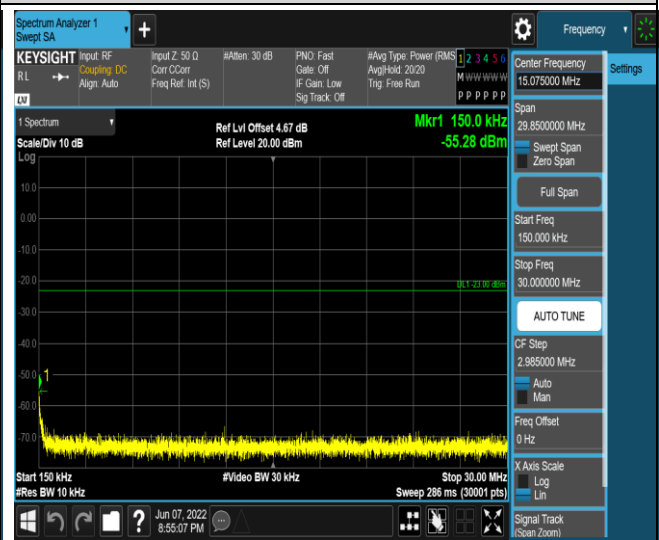 Spectrum Analyzer 1
Swept SA
+
Frequency
KEYSIGHT
RL
LXI
Input: RF
Coupling: DC
Align: Auto
Input Z: 50 Ω
Corr CCorr
Freq Ref: Int (S)
#Atten: 30 dB
PNO: Fast
Gate: Off
IF Gain: Low
Sig Track: Off
#Avg Type: Power (RMS
Avg|Hold: 20/20
Trig: Free Run
1 2 3 4 5 6
M W W W W W
P P P P P P
1 Spectrum
Scale/Div 10 dB
Log
Ref Lvl Offset 4.67 dB
Ref Level 20.00 dBm
Mkr1 150.0 kHz
-55.28 dBm
10.0
0.00
-10.0
-20.0
DL1 -23.00 dBm
-30.0
-40.0
-50.0
1
-60.0
-70.0
Start 150 kHz
#Res BW 10 kHz
#Video BW 30 kHz
Stop 30.00 MHz
Sweep 286 ms (30001 pts)
Jun 07, 2022
8:55:07 PM
?
Center Frequency
15.075000 MHz
Settings
Span
29.8500000 MHz
Swept Span
Zero Span
Full Span
Start Freq
150.000 kHz
Stop Freq
30.000000 MHz
AUTO TUNE
CF Step
2.985000 MHz
Auto
Man
Freq Offset
0 Hz
X Axis Scale
Log
Lin
Signal Track
(Span Zoom)